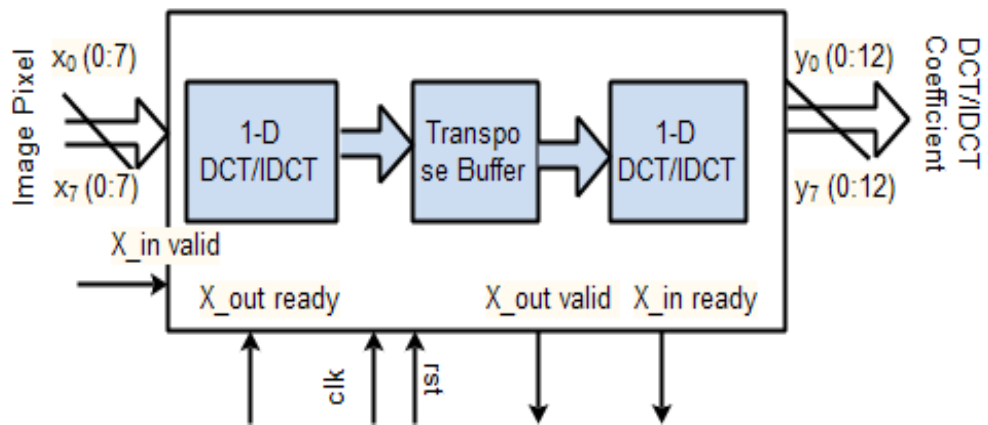 Image Pixel
x₀ (0:7)
x₇ (0:7)
1-D
DCT/IDCT
Transpo
se Buffer
1-D
DCT/IDCT
y₀ (0:12)
y₇ (0:12)
DCT/IDCT
Coefficient
X_in valid
X_out ready
X_out valid
X_in ready
clk
rst